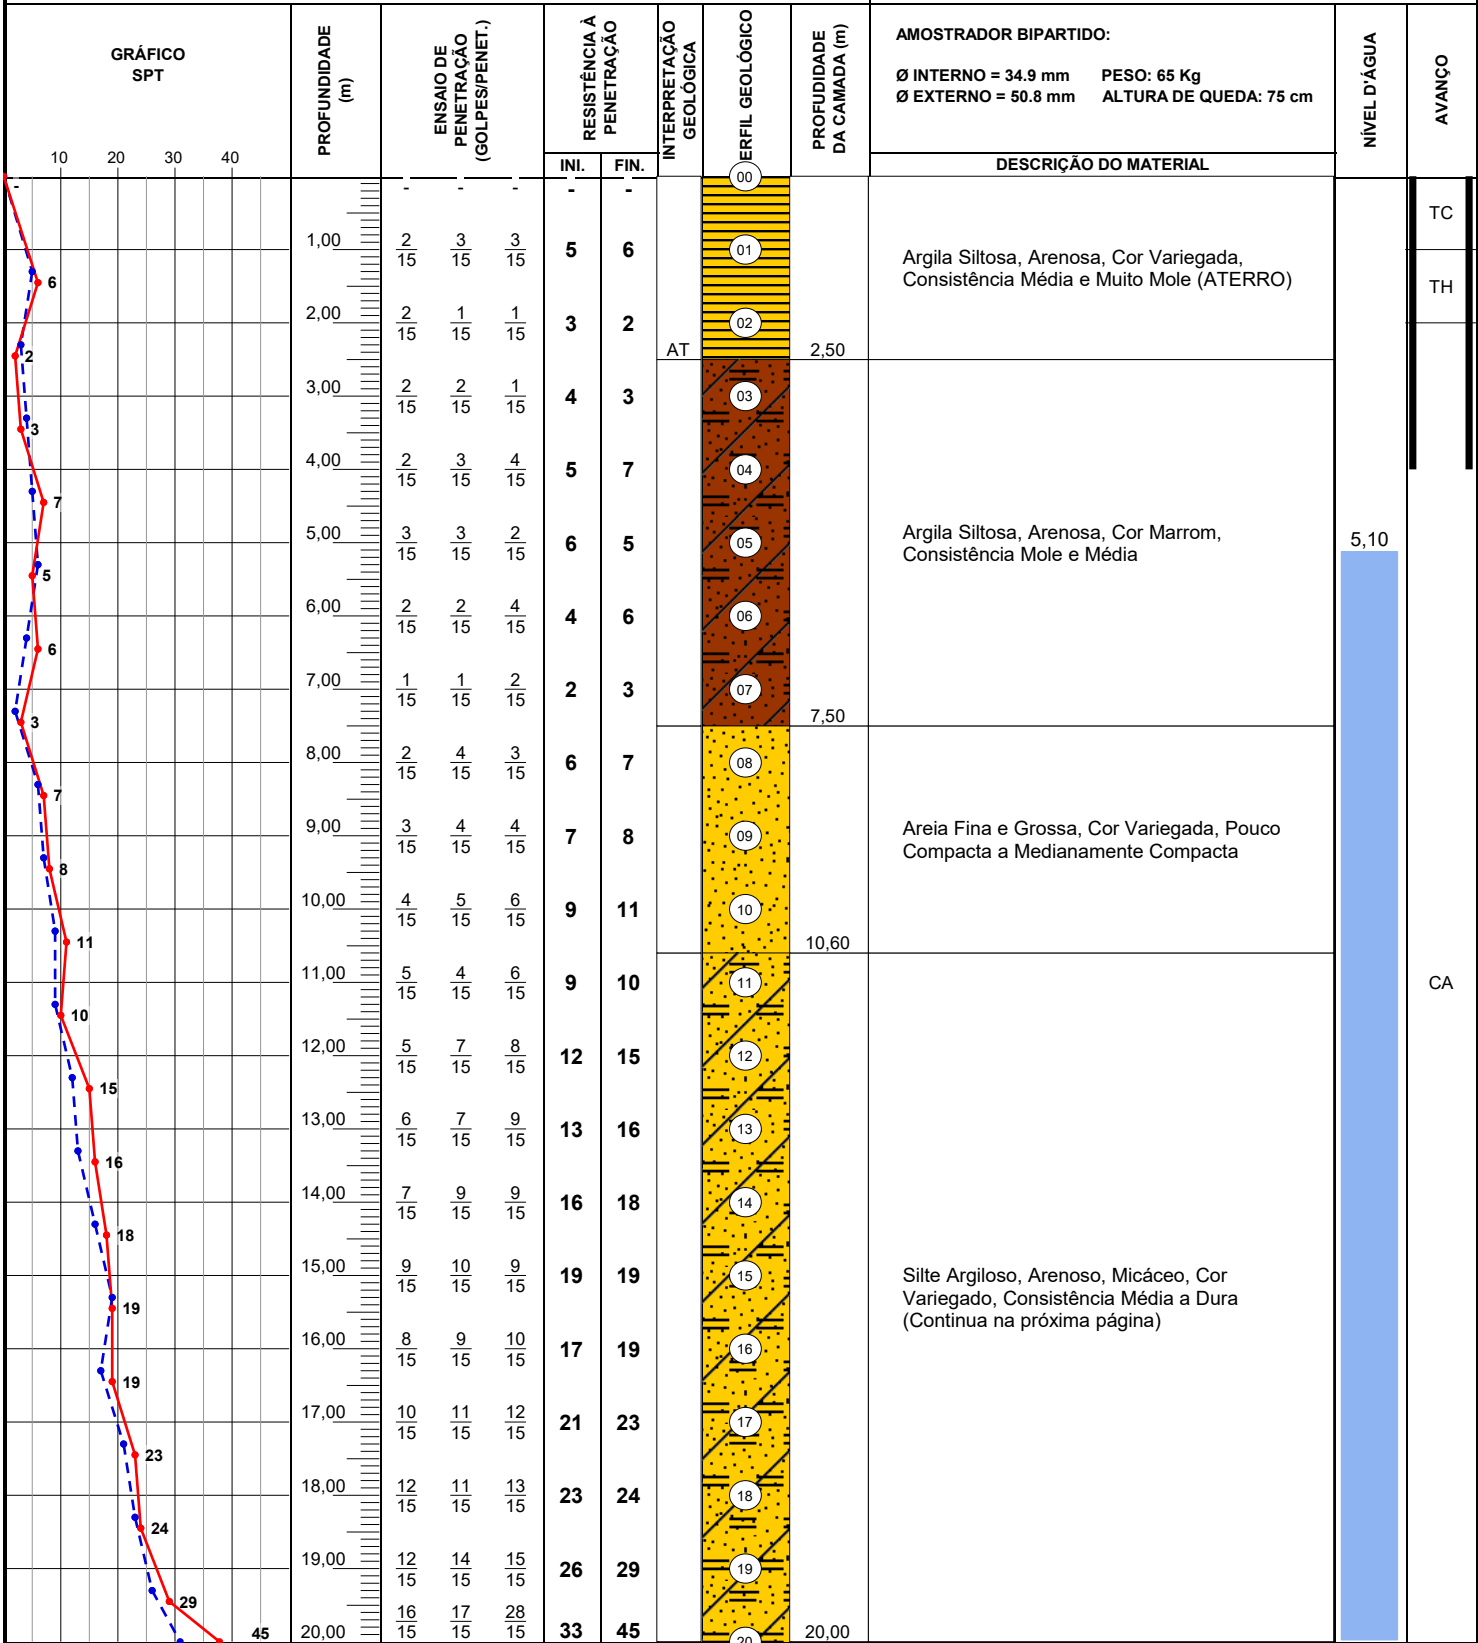 GRÁFICO
SPT
10 20 30 40
PROFUNDIDADE
(m)
ENSAIO DE
PENETRAÇÃO
(GOLPES/PENET.)
RESISTÊNCIA À
PENETRAÇÃO
INI. FIN.
INTERPRETAÇÃO
GEOLÓGICA
ERFIL GEOLÓGICO
PROFUDIDADE
DA CAMADA (m)
AMOSTRADOR BIPARTIDO:
Ø INTERNO = 34.9 mm PESO: 65 Kg
Ø EXTERNO = 50.8 mm ALTURA DE QUEDA: 75 cm
DESCRIÇÃO DO MATERIAL
NÍVEL D'ÁGUA
AVANÇO
- - - - - - 00
TC
6 1,00 2/15 3/15 3/15 5 6 01
Argila Siltosa, Arenosa, Cor Variegada,
Consistência Média e Muito Mole (ATERRO)
TH
2 2,00 2/15 1/15 1/15 3 2 02
AT 2,50
3 3,00 2/15 2/15 1/15 4 3 03
7 4,00 2/15 3/15 4/15 5 7 04
5 5,00 3/15 3/15 2/15 6 5 05
Argila Siltosa, Arenosa, Cor Marrom,
Consistência Mole e Média
5,10
6 6,00 2/15 2/15 4/15 4 6 06
3 7,00 1/15 1/15 2/15 2 3 07
7,50
7 8,00 2/15 4/15 3/15 6 7 08
8 9,00 3/15 4/15 4/15 7 8 09
Areia Fina e Grossa, Cor Variegada, Pouco
Compacta a Medianamente Compacta
11 10,00 4/15 5/15 6/15 9 11 10
10,60
10 11,00 5/15 4/15 6/15 9 10 11
CA
15 12,00 5/15 7/15 8/15 12 15 12
16 13,00 6/15 7/15 9/15 13 16 13
18 14,00 7/15 9/15 9/15 16 18 14
19 15,00 9/15 10/15 9/15 19 19 15
Silte Argiloso, Arenoso, Micáceo, Cor
Variegado, Consistência Média a Dura
(Continua na próxima página)
19 16,00 8/15 9/15 10/15 17 19 16
23 17,00 10/15 11/15 12/15 21 23 17
24 18,00 12/15 11/15 13/15 23 24 18
29 19,00 12/15 14/15 15/15 26 29 19
45 20,00 16/15 17/15 28/15 33 45 20 20,00